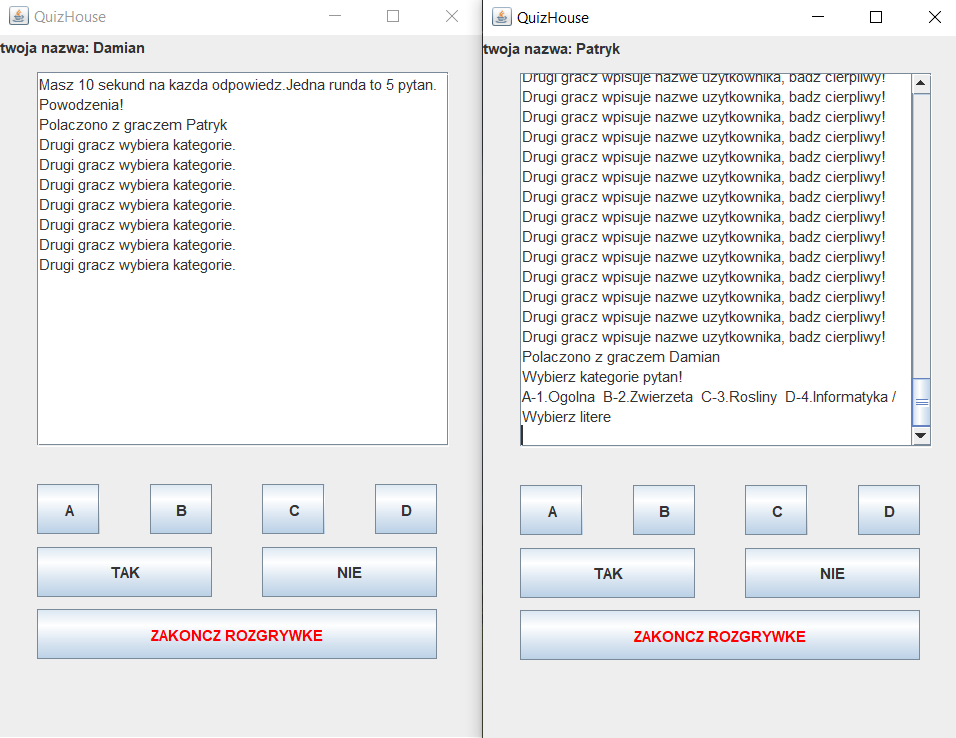 QuizHouse
twoja nazwa: Damian
Masz 10 sekund na kazda odpowiedz.Jedna runda to 5 pytan.
Powodzenia!
Polaczono z graczem Patryk
Drugi gracz wybiera kategorie.
Drugi gracz wybiera kategorie.
Drugi gracz wybiera kategorie.
Drugi gracz wybiera kategorie.
Drugi gracz wybiera kategorie.
Drugi gracz wybiera kategorie.
Drugi gracz wybiera kategorie.
A B C D
TAK NIE
ZAKONCZ ROZGRYWKE
QuizHouse
twoja nazwa: Patryk
Drugi gracz wpisuje nazwe uzytkownika, badz cierpliwy!
Drugi gracz wpisuje nazwe uzytkownika, badz cierpliwy!
Drugi gracz wpisuje nazwe uzytkownika, badz cierpliwy!
Drugi gracz wpisuje nazwe uzytkownika, badz cierpliwy!
Drugi gracz wpisuje nazwe uzytkownika, badz cierpliwy!
Drugi gracz wpisuje nazwe uzytkownika, badz cierpliwy!
Drugi gracz wpisuje nazwe uzytkownika, badz cierpliwy!
Drugi gracz wpisuje nazwe uzytkownika, badz cierpliwy!
Drugi gracz wpisuje nazwe uzytkownika, badz cierpliwy!
Drugi gracz wpisuje nazwe uzytkownika, badz cierpliwy!
Drugi gracz wpisuje nazwe uzytkownika, badz cierpliwy!
Drugi gracz wpisuje nazwe uzytkownika, badz cierpliwy!
Drugi gracz wpisuje nazwe uzytkownika, badz cierpliwy!
Drugi gracz wpisuje nazwe uzytkownika, badz cierpliwy!
Polaczono z graczem Damian
Wybierz kategorie pytan!
A-1.Ogolna B-2.Zwierzeta C-3.Rosliny D-4.Informatyka /
Wybierz litere
A B C D
TAK NIE
ZAKONCZ ROZGRYWKE